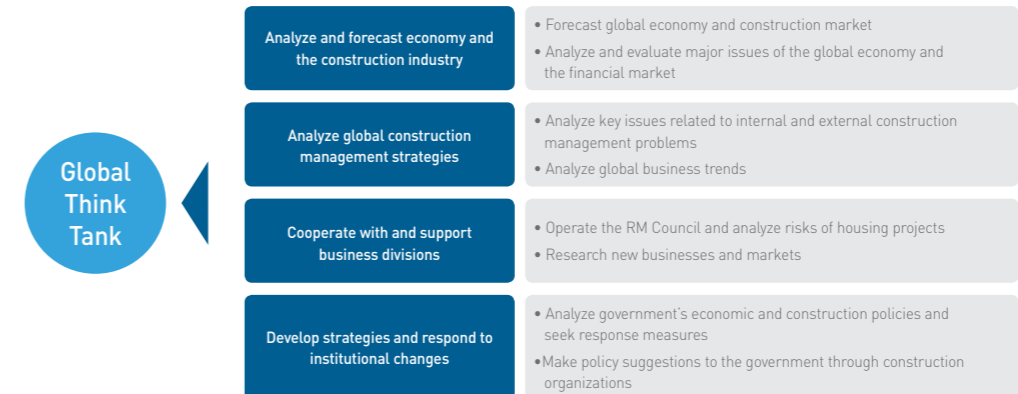 Global
Think
Tank
Analyze and forecast economy and
the construction industry
• Forecast global economy and construction market
• Analyze and evaluate major issues of the global economy and
the financial market
Analyze global construction
management strategies
• Analyze key issues related to internal and external construction
management problems
• Analyze global business trends
Cooperate with and support
business divisions
• Operate the RM Council and analyze risks of housing projects
• Research new businesses and markets
Develop strategies and respond to
institutional changes
• Analyze government's economic and construction policies and
seek response measures
•Make policy suggestions to the government through construction
organizations